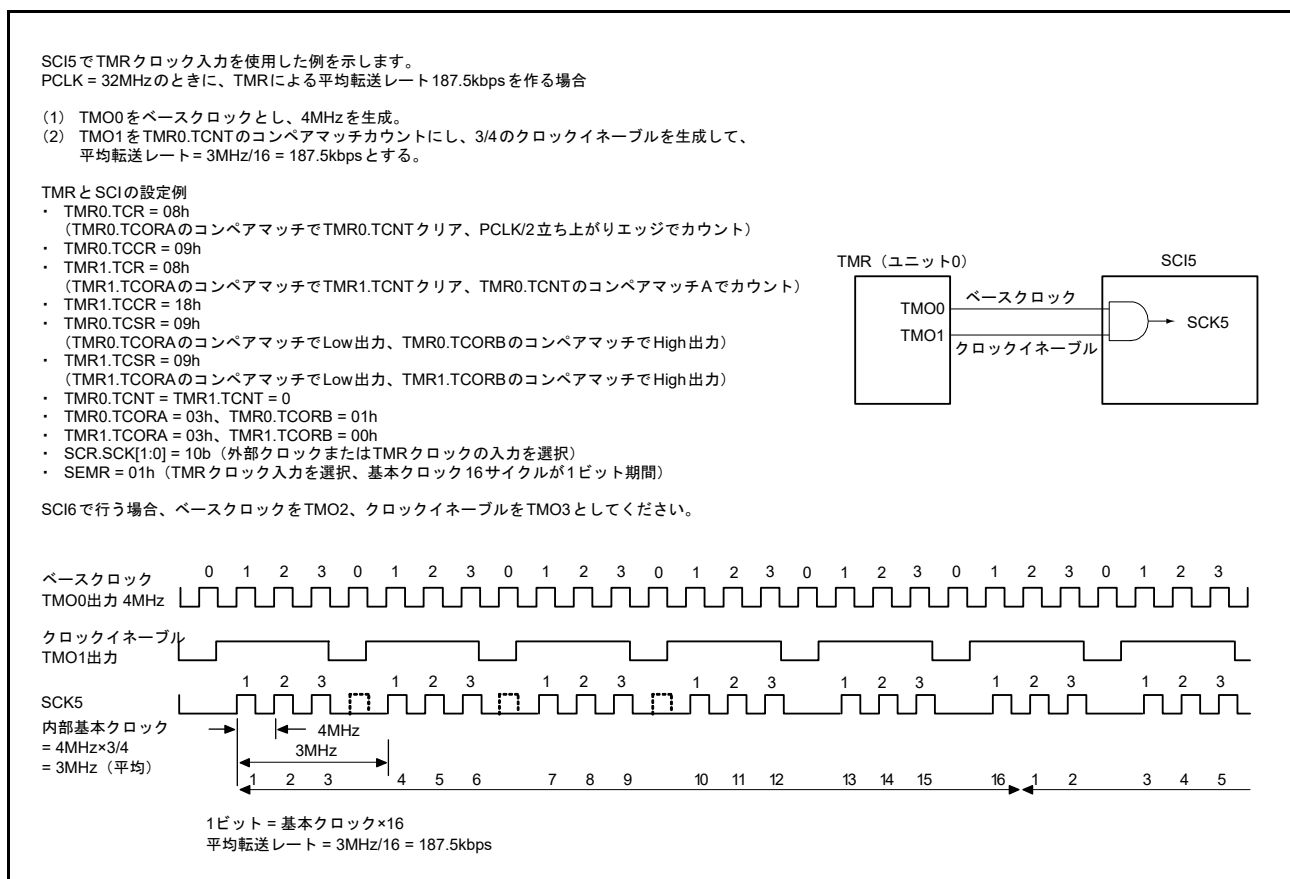 SCI5でTMRクロック入力を使用した例を示します。
PCLK = 32MHzのときに、TMRによる平均転送レート187.5kbpsを作る場合
(1) TMO0をベースクロックとし、4MHzを生成。
(2) TMO1をTMR0.TCNTのコンペアマッチカウントにし、3/4のクロックイネーブルを生成して、
平均転送レート= 3MHz/16 = 187.5kbpsとする。
TMRとSCIの設定例
・ TMR0.TCR = 08h
（TMR0.TCORAのコンペアマッチでTMR0.TCNTクリア、PCLK/2立ち上がりエッジでカウント）
・ TMR0.TCCR = 09h
・ TMR1.TCR = 08h
（TMR1.TCORAのコンペアマッチでTMR1.TCNTクリア、TMR0.TCNTのコンペアマッチAでカウント）
・ TMR1.TCCR = 18h
・ TMR0.TCSR = 09h
（TMR0.TCORAのコンペアマッチでLow出力、TMR0.TCORBのコンペアマッチでHigh出力）
・ TMR1.TCSR = 09h
（TMR1.TCORAのコンペアマッチでLow出力、TMR1.TCORBのコンペアマッチでHigh出力）
・ TMR0.TCNT = TMR1.TCNT = 0
・ TMR0.TCORA = 03h、TMR0.TCORB = 01h
・ TMR1.TCORA = 03h、TMR1.TCORB = 00h
・ SCR.SCK[1:0] = 10b（外部クロックまたはTMRクロックの入力を選択）
・ SEMR = 01h（TMRクロック入力を選択、基本クロック16サイクルが1ビット期間）
SCI6で行う場合、ベースクロックをTMO2、クロックイネーブルをTMO3としてください。
TMR（ユニット0）
SCI5
TMO0
ベースクロック
TMO1
クロックイネーブル
SCK5
0 1 2 3 0 1 2 3 0 1 2 3 0 1 2 3 0 1 2 3 0 1 2 3 0 1 2 3
ベースクロック
TMO0出力 4MHz
クロックイネーブル
TMO1出力
1 2 3 1 2 3 1 2 3 1 2 3 1 2 3 1 2 3 1 2 3
SCK5
内部基本クロック
= 4MHz×3/4
= 3MHz（平均）
4MHz
3MHz
1 2 3 4 5 6 7 8 9 10 11 12 13 14 15 16 1 2 3 4 5
1ビット = 基本クロック×16
平均転送レート = 3MHz/16 = 187.5kbps